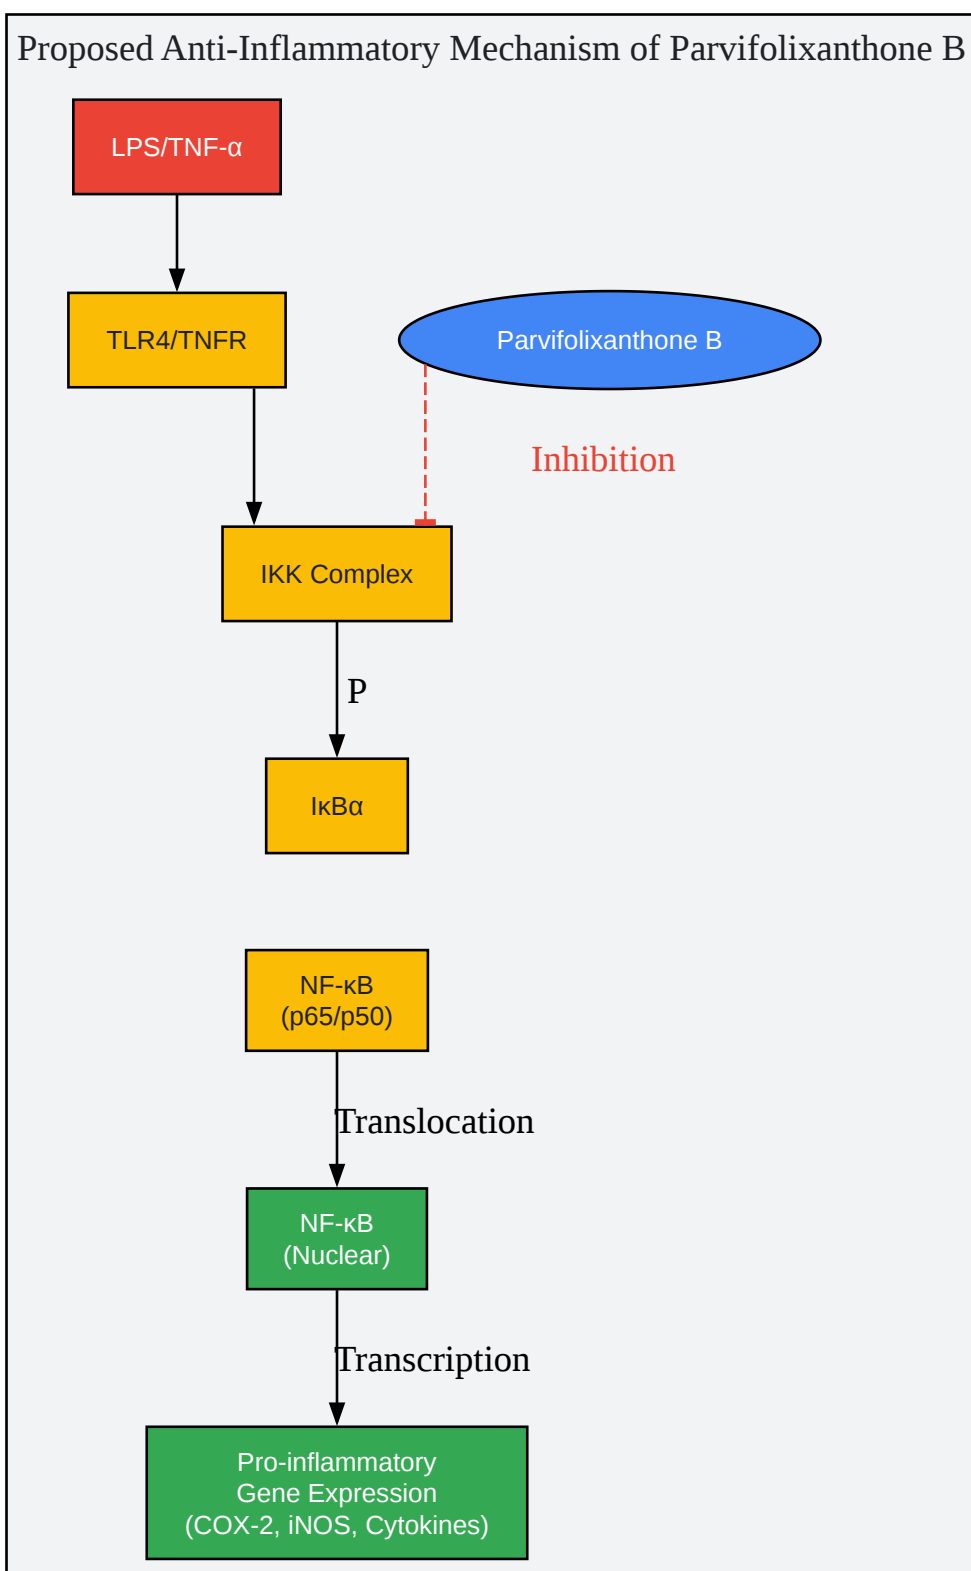 Proposed Anti-Inflammatory Mechanism of Parvifolixanthone B
LPS/TNF-α
TLR4/TNFR
Parvifolixanthone B
Inhibition
IKK Complex
P
IκBα
NF-κB
(p65/p50)
Translocation
NF-κB
(Nuclear)
Transcription
Pro-inflammatory
Gene Expression
(COX-2, iNOS, Cytokines)